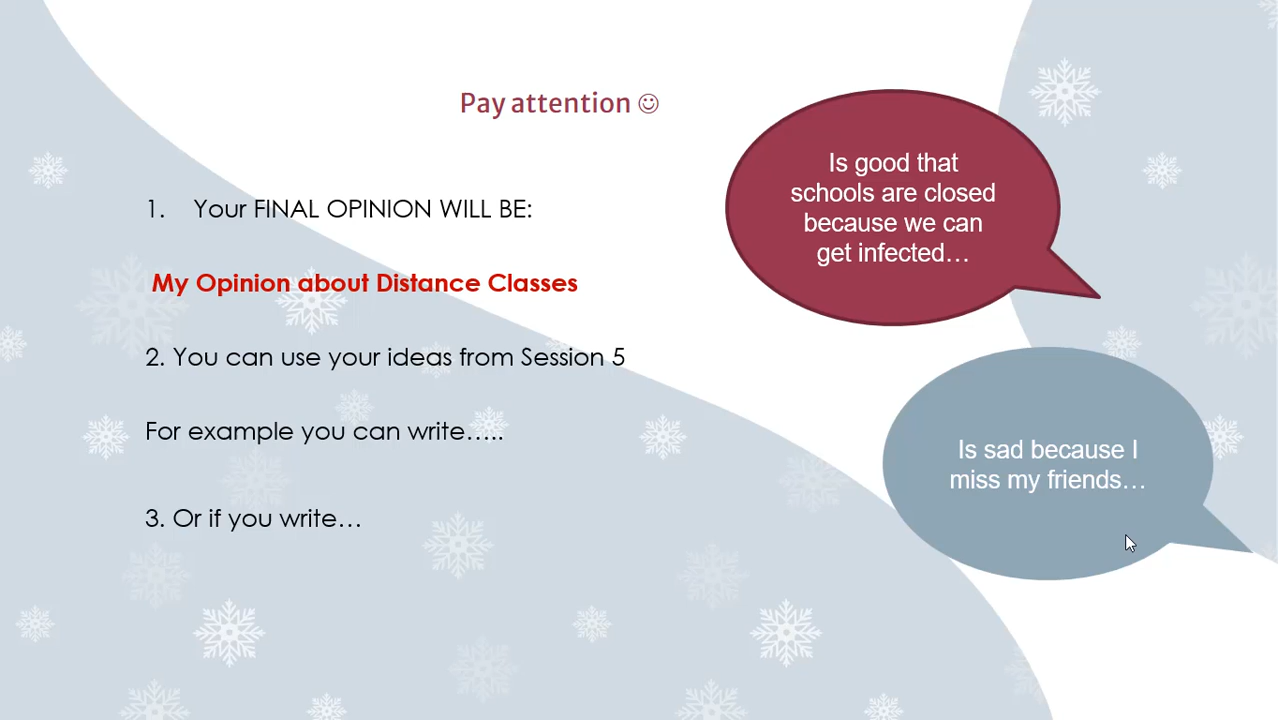 Pay attention ☺
1. Your FINAL OPINION WILL BE:
My Opinion about Distance Classes
2. You can use your ideas from Session 5
For example you can write…..
3. Or if you write…
Is good that
schools are closed
because we can
get infected…
Is sad because I
miss my friends…